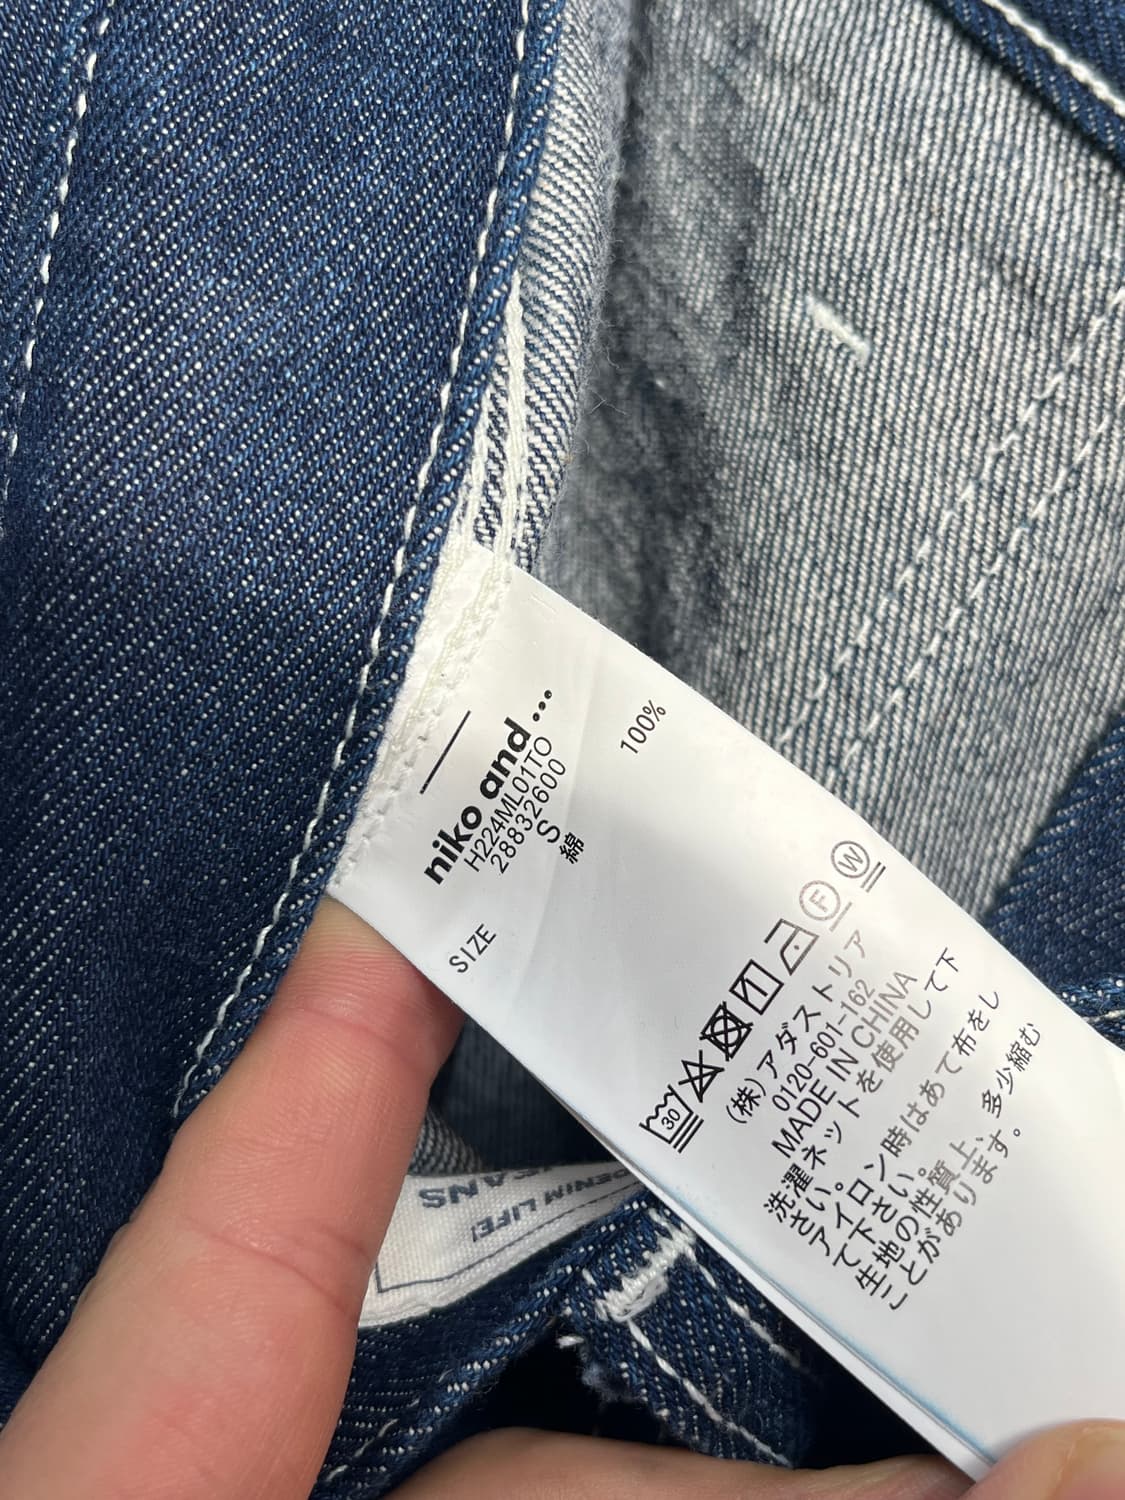 niko and...
H224ML01TO
28832600
SIZE S
綿 100%
30 F W
(株)アダストリア
0120-601-162
MADE IN CHINA
洗濯ネットを使用して下
さい。
アイロン時はあて布をし
て下さい。
生地の性質上、多少縮む
ことがあります。
DENIM LIFE!
EANS